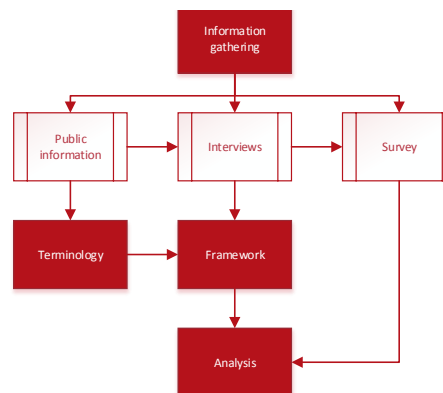 Information
gathering
Public
information
Interviews
Survey
Terminology
Framework
Analysis